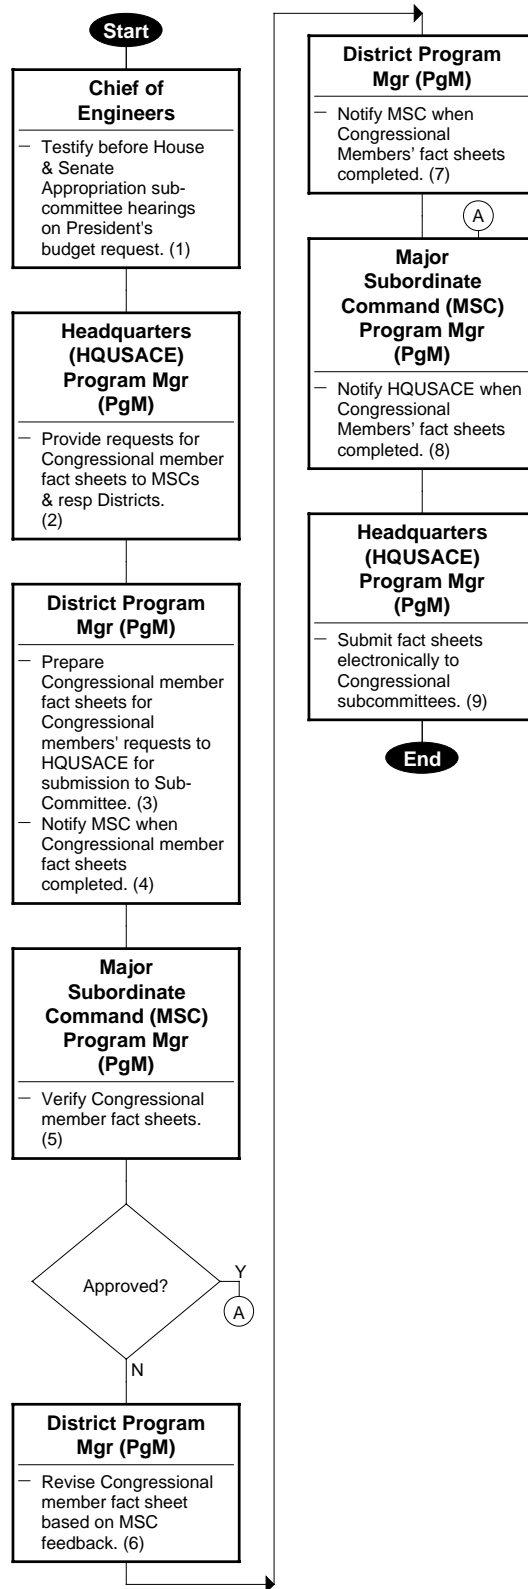 Start
Chief of
Engineers
– Testify before House
& Senate
Appropriation sub-
committee hearings
on President's
budget request. (1)
Headquarters
(HQUSACE)
Program Mgr
(PgM)
– Provide requests for
Congressional member
fact sheets to MSCs
& resp Districts.
(2)
District Program
Mgr (PgM)
– Prepare
Congressional member
fact sheets for
Congressional
members’ requests to
HQUSACE for
submission to Sub-
Committee. (3)
– Notify MSC when
Congressional member
fact sheets
completed. (4)
Major
Subordinate
Command (MSC)
Program Mgr
(PgM)
– Verify Congressional
member fact sheets.
(5)
Approved?
Y
A
N
District Program
Mgr (PgM)
– Revise Congressional
member fact sheet
based on MSC
feedback. (6)
District Program
Mgr (PgM)
– Notify MSC when
Congressional
Members’ fact sheets
completed. (7)
A
Major
Subordinate
Command (MSC)
Program Mgr
(PgM)
– Notify HQUSACE when
Congressional
Members’ fact sheets
completed. (8)
Headquarters
(HQUSACE)
Program Mgr
(PgM)
– Submit fact sheets
electronically to
Congressional
subcommittees. (9)
End